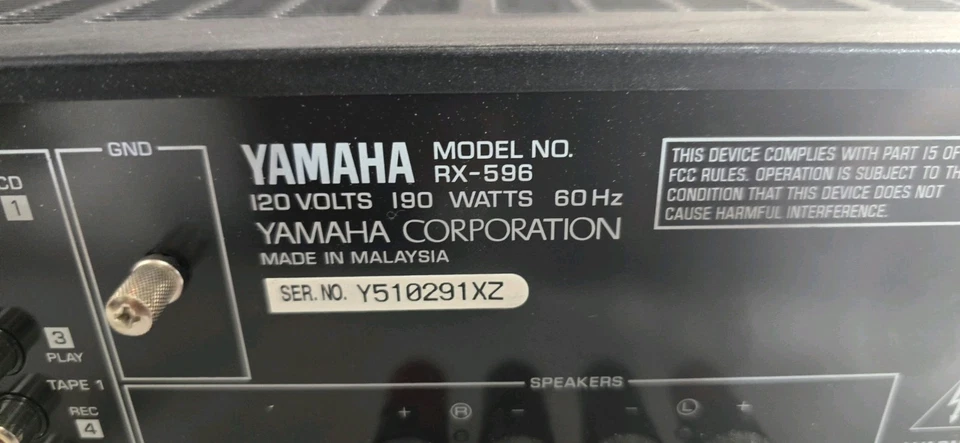 GND
CD
1
YAMAHA MODEL NO.
RX-596
120 VOLTS 190 WATTS 60 Hz
YAMAHA CORPORATION
MADE IN MALAYSIA
SER. NO. Y510291XZ
THIS DEVICE COMPLIES WITH PART 15 OF
FCC RULES. OPERATION IS SUBJECT TO TH
CONDITION THAT THIS DEVICE DOES NOT
CAUSE HARMFUL INTERFERENCE.
3
PLAY
TAPE 1
REC
4
SPEAKERS
+ R - - L +